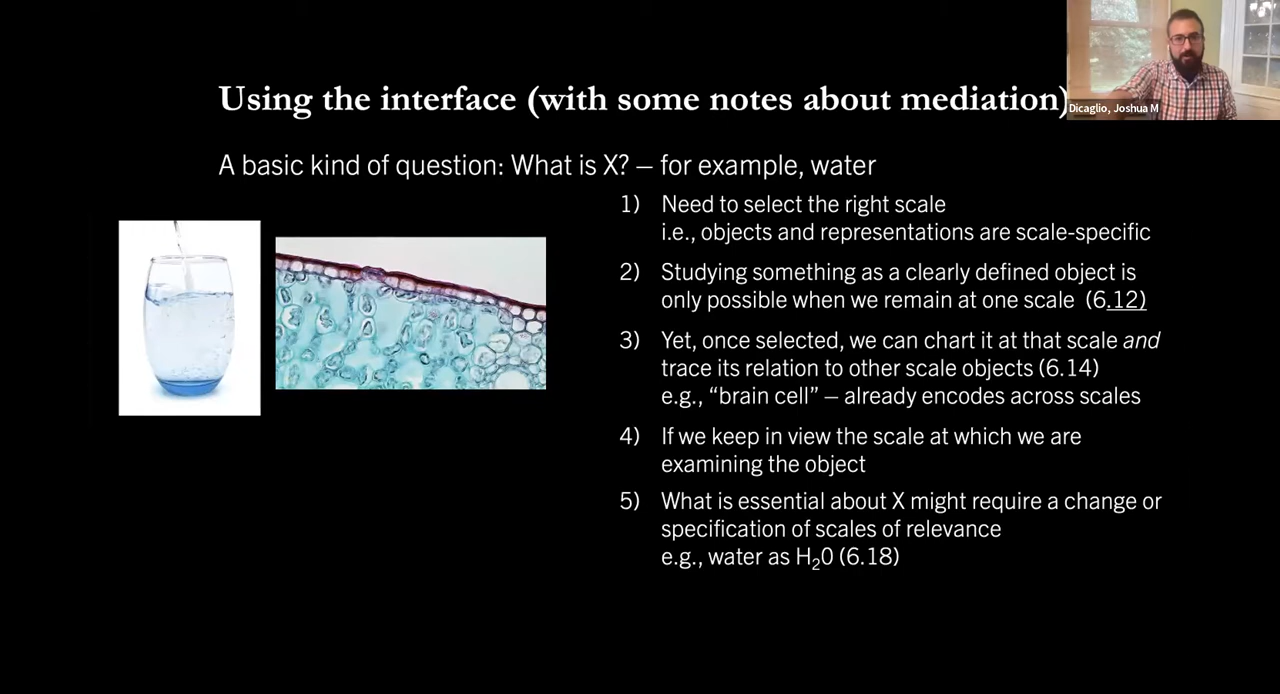 Using the interface (with some notes about mediation)
Dicaglio, Joshua M
A basic kind of question: What is X? – for example, water
1) Need to select the right scale
i.e., objects and representations are scale-specific
2) Studying something as a clearly defined object is
only possible when we remain at one scale (6.12)
3) Yet, once selected, we can chart it at that scale and
trace its relation to other scale objects (6.14)
e.g., “brain cell” – already encodes across scales
4) If we keep in view the scale at which we are
examining the object
5) What is essential about X might require a change or
specification of scales of relevance
e.g., water as H₂0 (6.18)